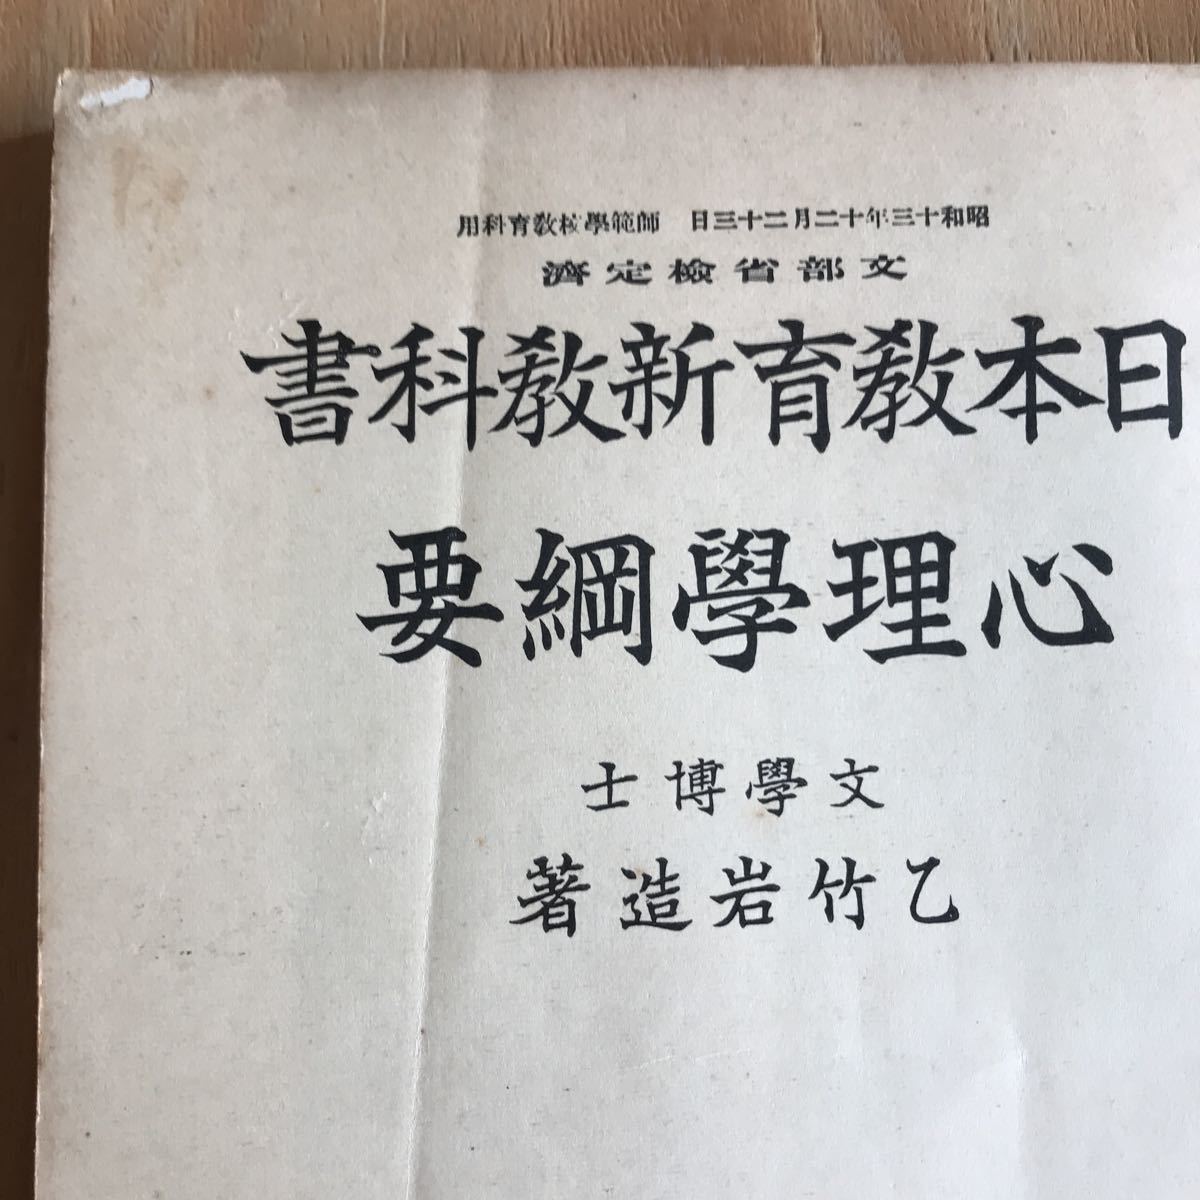 昭和十三年十二月二十三日 師範學校教育科用
文部省檢定濟
日本教育新教科書
心理學綱要
文學博士
乙竹岩造著